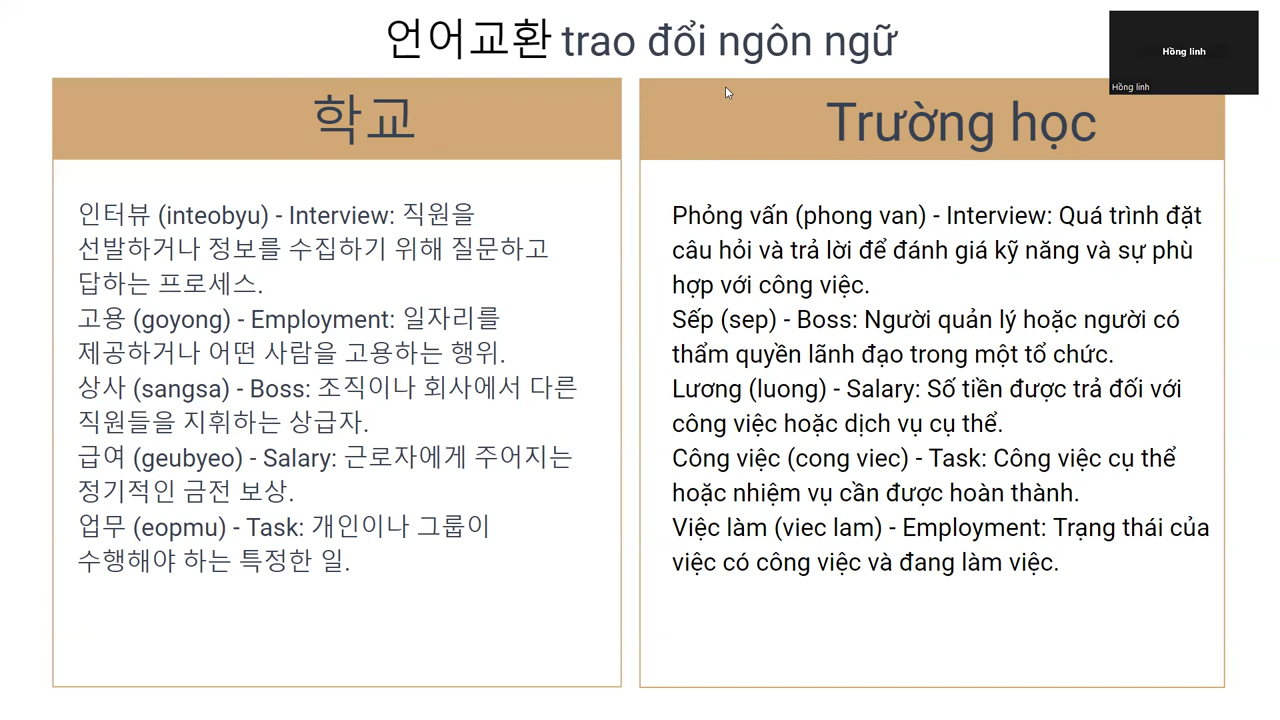 언어교환 trao đổi ngôn ngữ
Hồng linh
Hồng linh
학교
인터뷰 (inteobyu) - Interview: 직원을
선발하거나 정보를 수집하기 위해 질문하고
답하는 프로세스.
고용 (goyong) - Employment: 일자리를
제공하거나 어떤 사람을 고용하는 행위.
상사 (sangsa) - Boss: 조직이나 회사에서 다른
직원들을 지휘하는 상급자.
급여 (geubyeo) - Salary: 근로자에게 주어지는
정기적인 금전 보상.
업무 (eopmu) - Task: 개인이나 그룹이
수행해야 하는 특정한 일.
Trường học
Phỏng vấn (phong van) - Interview: Quá trình đặt
câu hỏi và trả lời để đánh giá kỹ năng và sự phù
hợp với công việc.
Sếp (sep) - Boss: Người quản lý hoặc người có
thẩm quyền lãnh đạo trong một tổ chức.
Lương (luong) - Salary: Số tiền được trả đối với
công việc hoặc dịch vụ cụ thể.
Công việc (cong viec) - Task: Công việc cụ thể
hoặc nhiệm vụ cần được hoàn thành.
Việc làm (viec lam) - Employment: Trạng thái của
việc có công việc và đang làm việc.